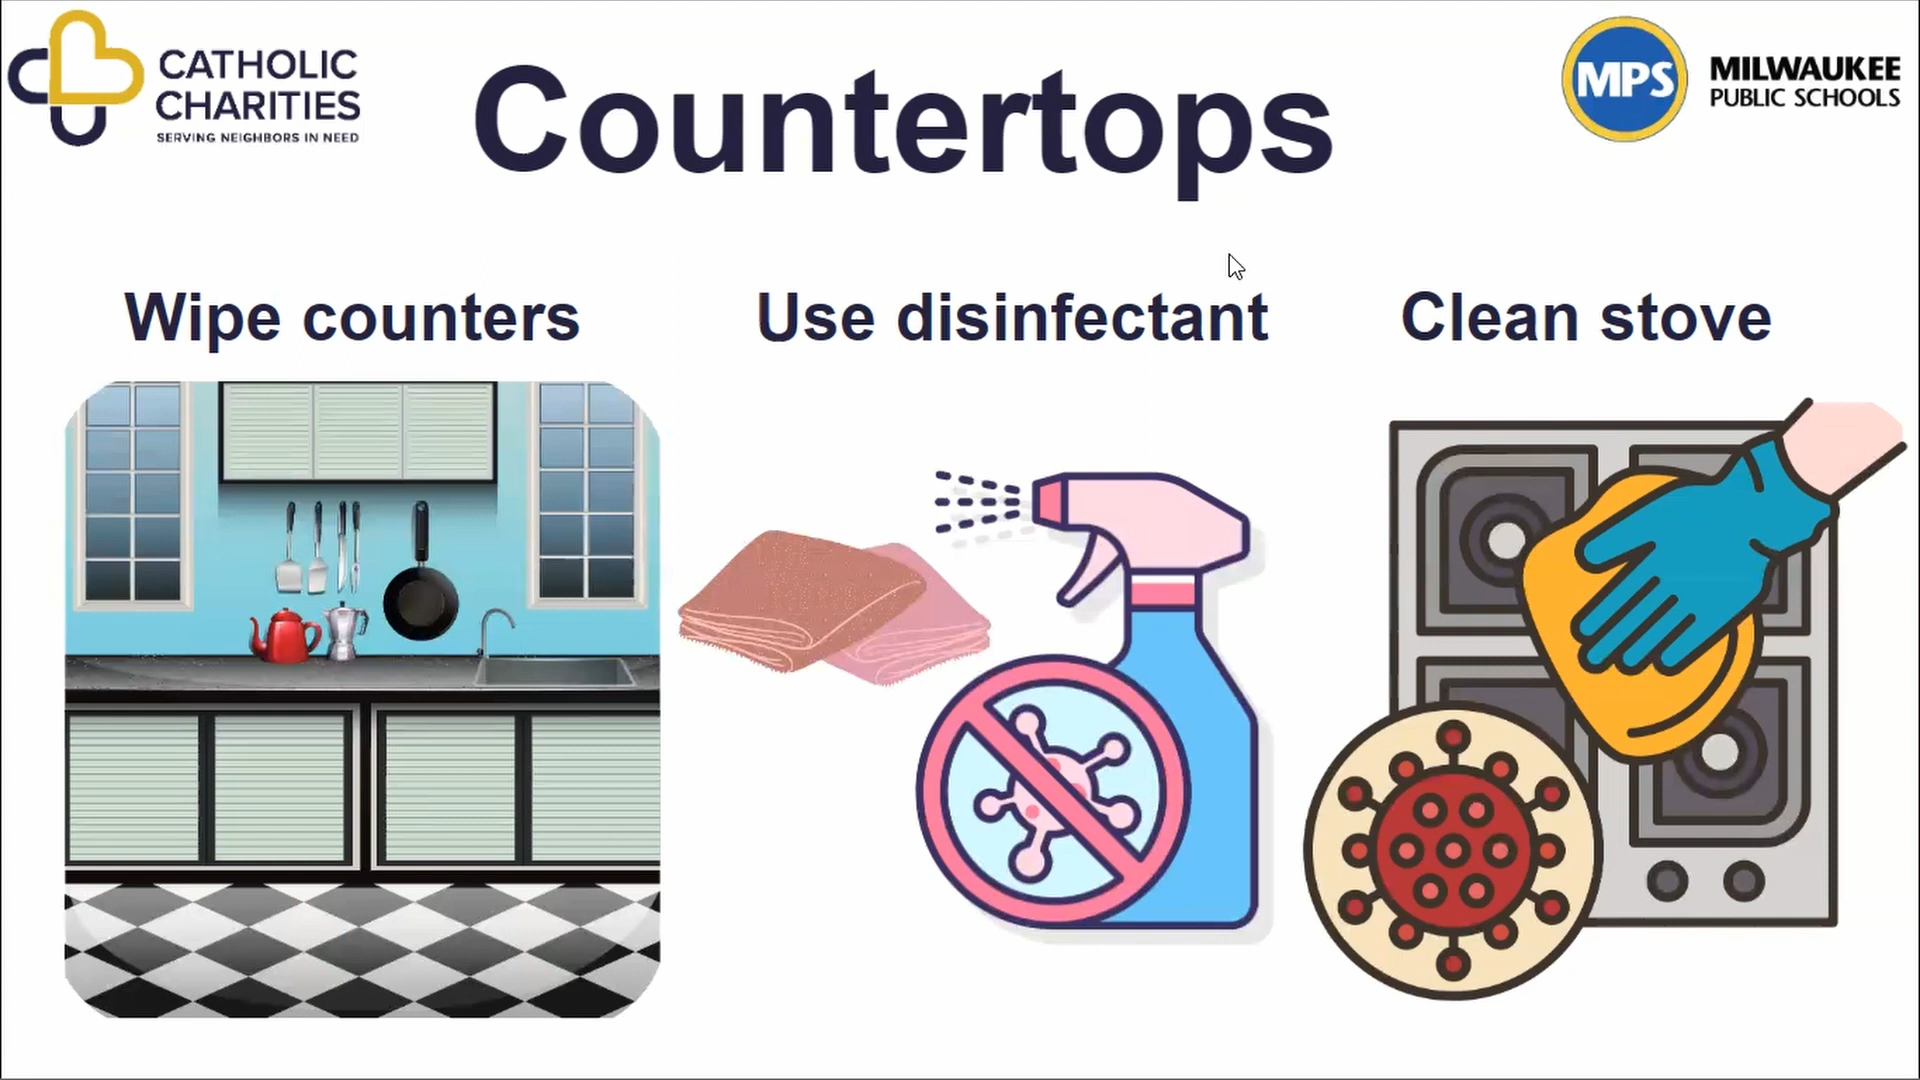 CATHOLIC
CHARITIES
SERVING NEIGHBORS IN NEED
Countertops
MPS
MILWAUKEE
PUBLIC SCHOOLS
Wipe counters
Use disinfectant
Clean stove